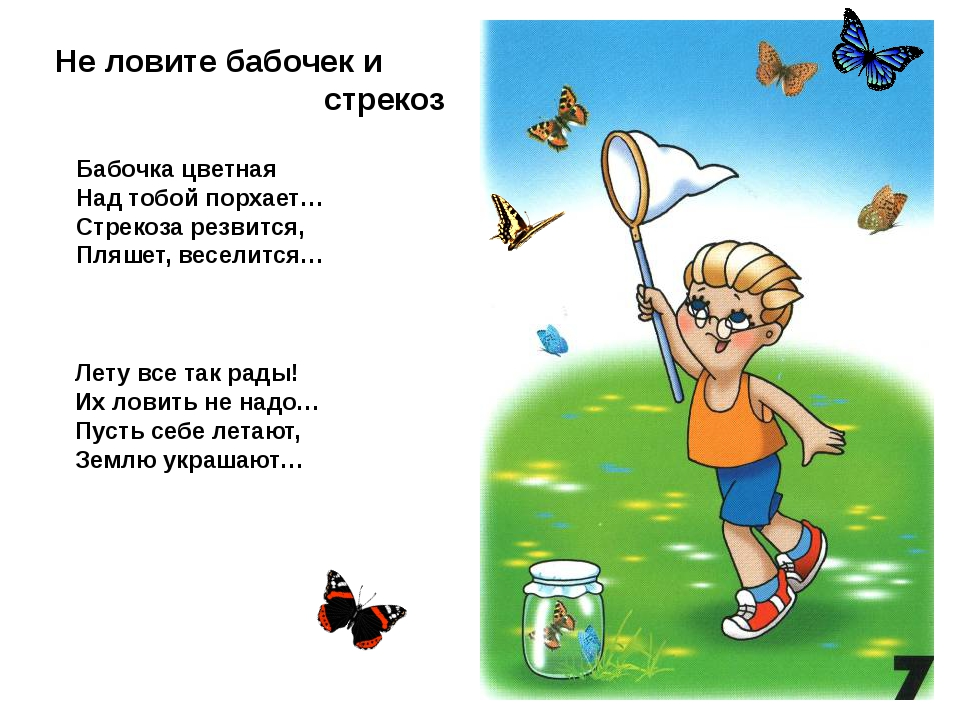 Не ловите бабочек и
стрекоз
Бабочка цветная
Над тобой порхает…
Стрекоза резвится,
Пляшет, веселится…
Лету все так рады!
Их ловить не надо…
Пусть себе летают,
Землю украшают…
7